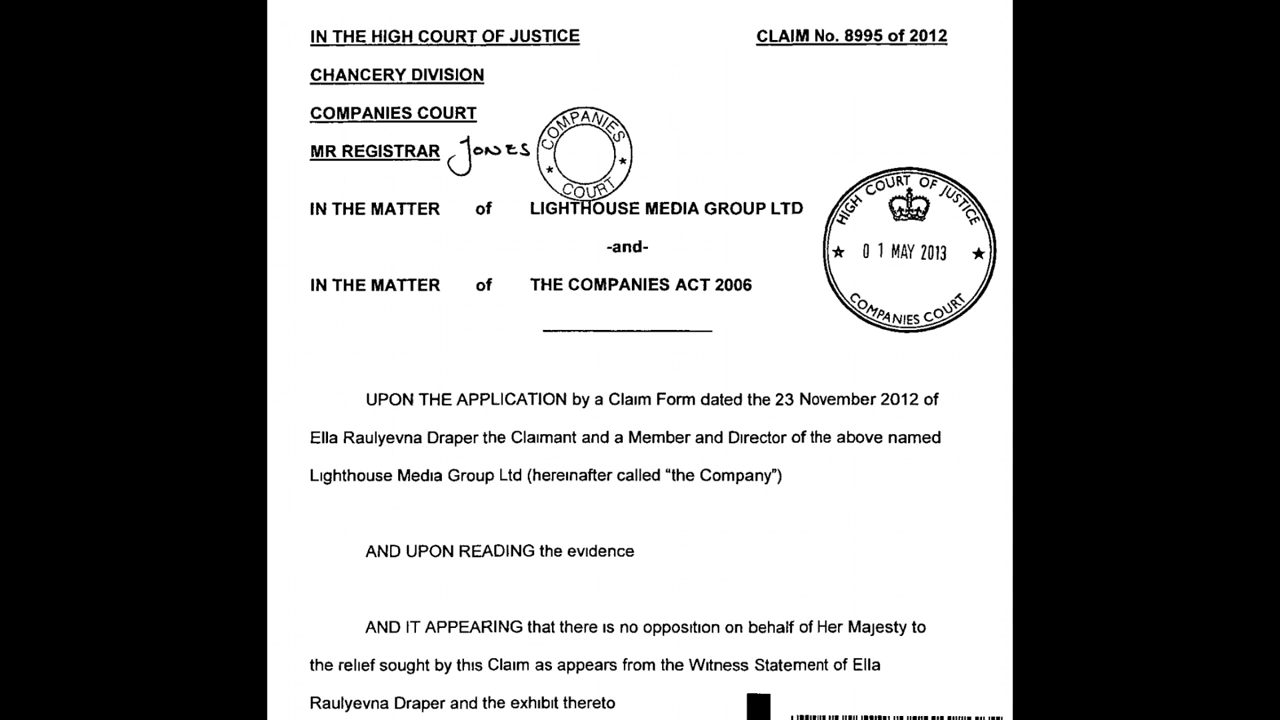 IN THE HIGH COURT OF JUSTICE CLAIM No. 8995 of 2012
CHANCERY DIVISION
COMPANIES COURT
MR REGISTRAR JONES
COMPANIES COURT
IN THE MATTER of LIGHTHOUSE MEDIA GROUP LTD
HIGH COURT OF JUSTICE
01 MAY 2013
COMPANIES COURT
-and-
IN THE MATTER of THE COMPANIES ACT 2006
UPON THE APPLICATION by a Claim Form dated the 23 November 2012 of
Ella Raulyevna Draper the Claimant and a Member and Director of the above named
Lighthouse Media Group Ltd (hereinafter called “the Company”)
AND UPON READING the evidence
AND IT APPEARING that there is no opposition on behalf of Her Majesty to
the relief sought by this Claim as appears from the Witness Statement of Ella
Raulyevna Draper and the exhibit thereto